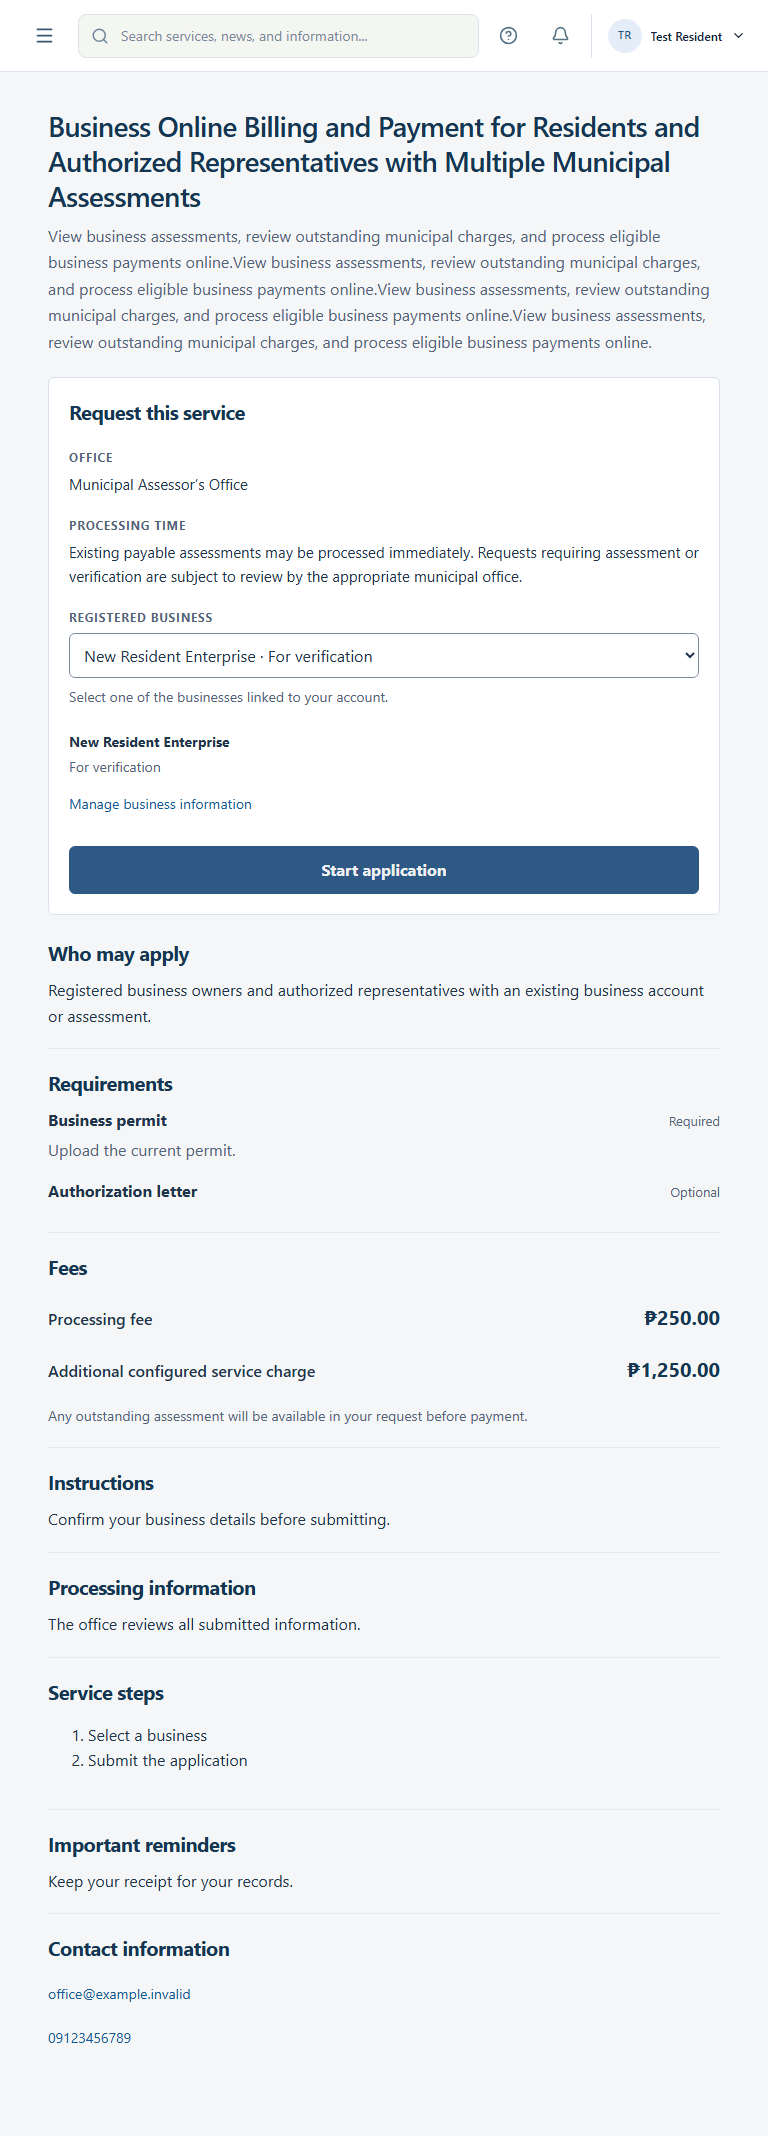 Search services, news, and information...
TR
Test Resident
Business Online Billing and Payment for Residents and
Authorized Representatives with Multiple Municipal
Assessments
View business assessments, review outstanding municipal charges, and process eligible
business payments online.View business assessments, review outstanding municipal charges,
and process eligible business payments online.View business assessments, review outstanding
municipal charges, and process eligible business payments online.View business assessments,
review outstanding municipal charges, and process eligible business payments online.
Request this service
OFFICE
Municipal Assessor's Office
PROCESSING TIME
Existing payable assessments may be processed immediately. Requests requiring assessment or
verification are subject to review by the appropriate municipal office.
REGISTERED BUSINESS
New Resident Enterprise · For verification
Select one of the businesses linked to your account.
New Resident Enterprise
For verification
Manage business information
Start application
Who may apply
Registered business owners and authorized representatives with an existing business account
or assessment.
Requirements
Business permit Required
Upload the current permit.
Authorization letter Optional
Fees
Processing fee ₱250.00
Additional configured service charge ₱1,250.00
Any outstanding assessment will be available in your request before payment.
Instructions
Confirm your business details before submitting.
Processing information
The office reviews all submitted information.
Service steps
1. Select a business
2. Submit the application
Important reminders
Keep your receipt for your records.
Contact information
office@example.invalid
09123456789